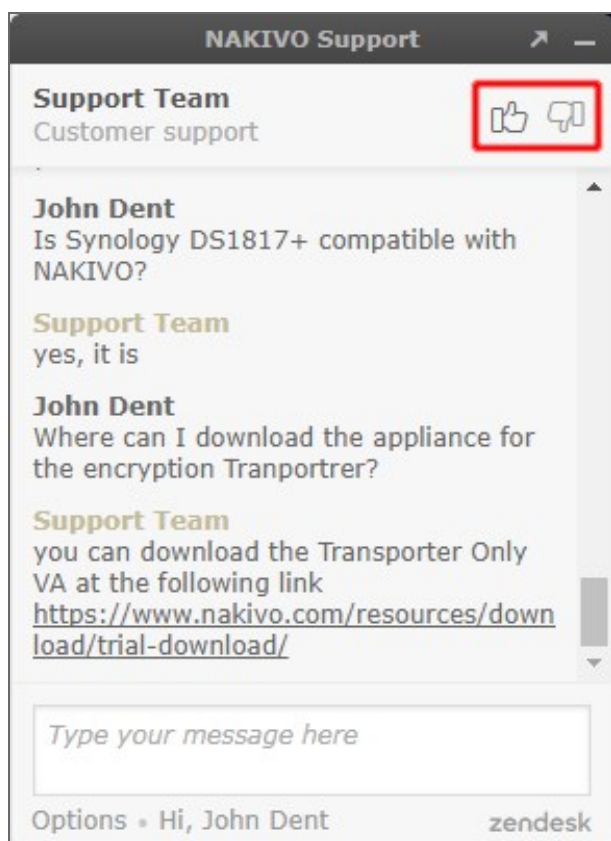 NAKIVO Support
Support Team
Customer support
John Dent
Is Synology DS1817+ compatible with
NAKIVO?
Support Team
yes, it is
John Dent
Where can I download the appliance for
the encryption Tranportrer?
Support Team
you can download the Transporter Only
VA at the following link
https://www.nakivo.com/resources/down
load/trial-download/
Type your message here
Options • Hi, John Dent
zendesk